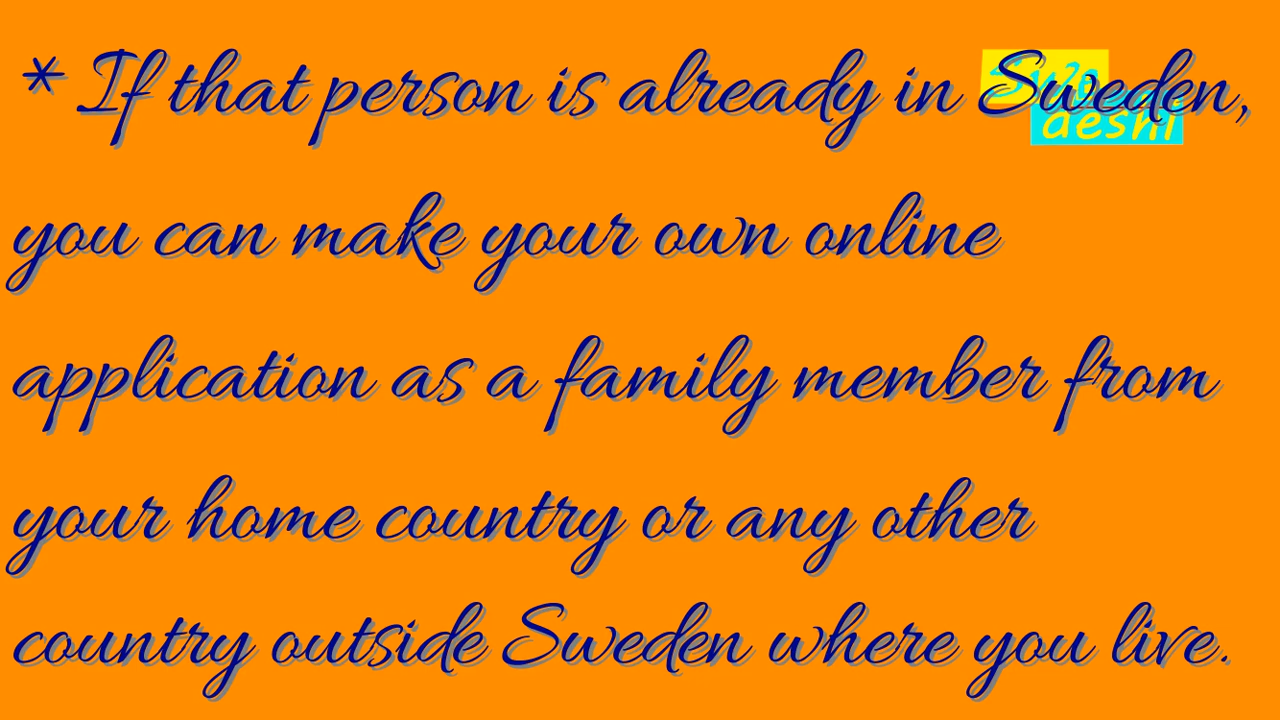 * If that person is already in Sweden,
you can make your own online
application as a family member from
your home country or any other
country outside Sweden where you live.
deshi